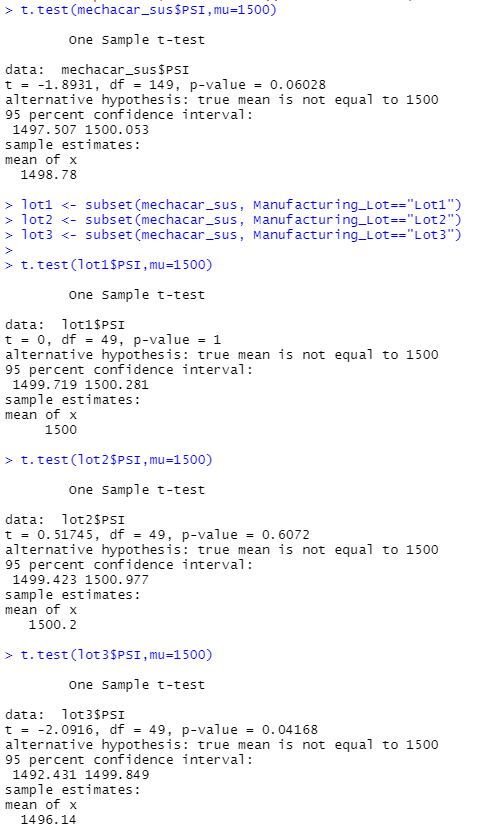 > t.test(mechacar_sus$PSI,mu=1500)
One Sample t-test
data:  mechacar_sus$PSI
t = -1.8931, df = 149, p-value = 0.06028
alternative hypothesis: true mean is not equal to 1500
95 percent confidence interval:
1497.507 1500.053
sample estimates:
mean of x
1498.78
> lot1 <- subset(mechacar_sus, Manufacturing_Lot=="Lot1")
> lot2 <- subset(mechacar_sus, Manufacturing_Lot=="Lot2")
> lot3 <- subset(mechacar_sus, Manufacturing_Lot=="Lot3")
>
> t.test(lot1$PSI,mu=1500)
One Sample t-test
data:  lot1$PSI
t = 0, df = 49, p-value = 1
alternative hypothesis: true mean is not equal to 1500
95 percent confidence interval:
1499.719 1500.281
sample estimates:
mean of x
1500
> t.test(lot2$PSI,mu=1500)
One Sample t-test
data:  lot2$PSI
t = 0.51745, df = 49, p-value = 0.6072
alternative hypothesis: true mean is not equal to 1500
95 percent confidence interval:
1499.423 1500.977
sample estimates:
mean of x
1500.2
> t.test(lot3$PSI,mu=1500)
One Sample t-test
data:  lot3$PSI
t = -2.0916, df = 49, p-value = 0.04168
alternative hypothesis: true mean is not equal to 1500
95 percent confidence interval:
1492.431 1499.849
sample estimates:
mean of x
1496.14